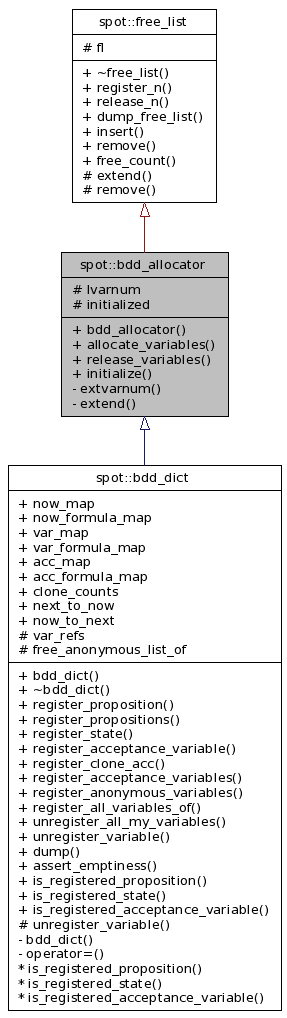 spot::free_list
# fl
+ ~free_list()
+ register_n()
+ release_n()
+ dump_free_list()
+ insert()
+ remove()
+ free_count()
# extend()
# remove()
spot::bdd_allocator
# lvarnum
# initialized
+ bdd_allocator()
+ allocate_variables()
+ release_variables()
+ initialize()
- extvarnum()
- extend()
spot::bdd_dict
+ now_map
+ now_formula_map
+ var_map
+ var_formula_map
+ acc_map
+ acc_formula_map
+ clone_counts
+ next_to_now
+ now_to_next
# var_refs
# free_anonymous_list_of
+ bdd_dict()
+ ~bdd_dict()
+ register_proposition()
+ register_propositions()
+ register_state()
+ register_acceptance_variable()
+ register_clone_acc()
+ register_acceptance_variables()
+ register_anonymous_variables()
+ register_all_variables_of()
+ unregister_all_my_variables()
+ unregister_variable()
+ dump()
+ assert_emptiness()
+ is_registered_proposition()
+ is_registered_state()
+ is_registered_acceptance_variable()
# unregister_variable()
- bdd_dict()
- operator=()
* is_registered_proposition()
* is_registered_state()
* is_registered_acceptance_variable()